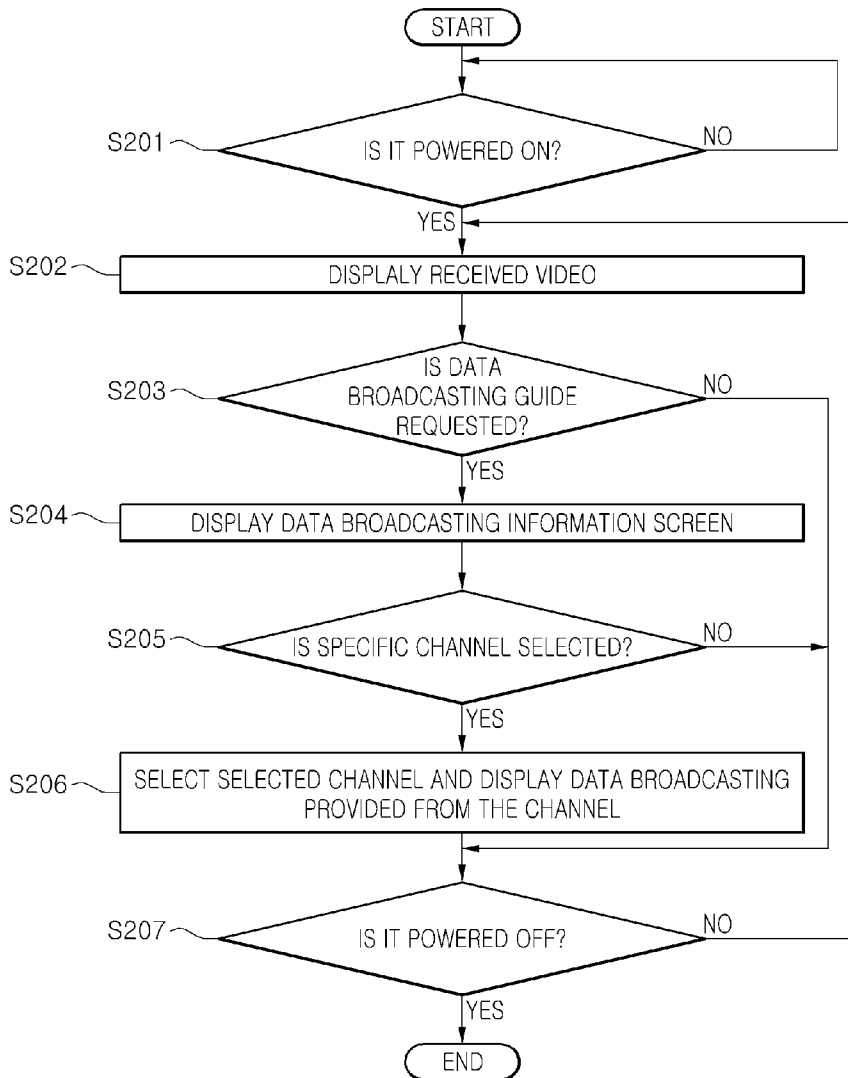 START
S201
IS IT POWERED ON?
NO
YES
S202
DISPLALY RECEIVED VIDEO
S203
IS DATA
BROADCASTING GUIDE
REQUESTED?
NO
YES
S204
DISPLAY DATA BROADCASTING INFORMATION SCREEN
S205
IS SPECIFIC CHANNEL SELECTED?
NO
YES
S206
SELECT SELECTED CHANNEL AND DISPLAY DATA BROADCASTING
PROVIDED FROM THE CHANNEL
S207
IS IT POWERED OFF?
NO
YES
END